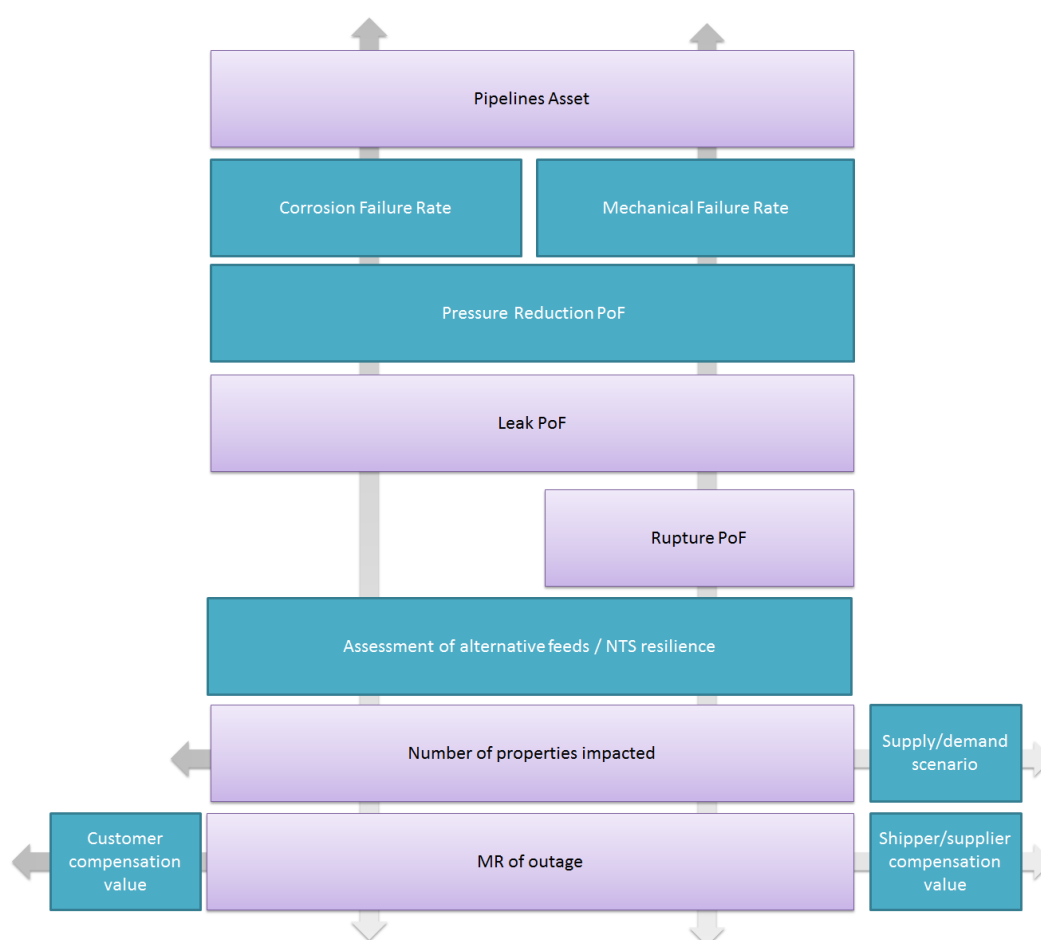 Pipelines Asset
Corrosion Failure Rate
Mechanical Failure Rate
Pressure Reduction PoF
Leak PoF
Rupture PoF
Assessment of alternative feeds / NTS resilience
Number of properties impacted
Supply/demand
scenario
Customer
compensation
value
MR of outage
Shipper/supplier
compensation
value